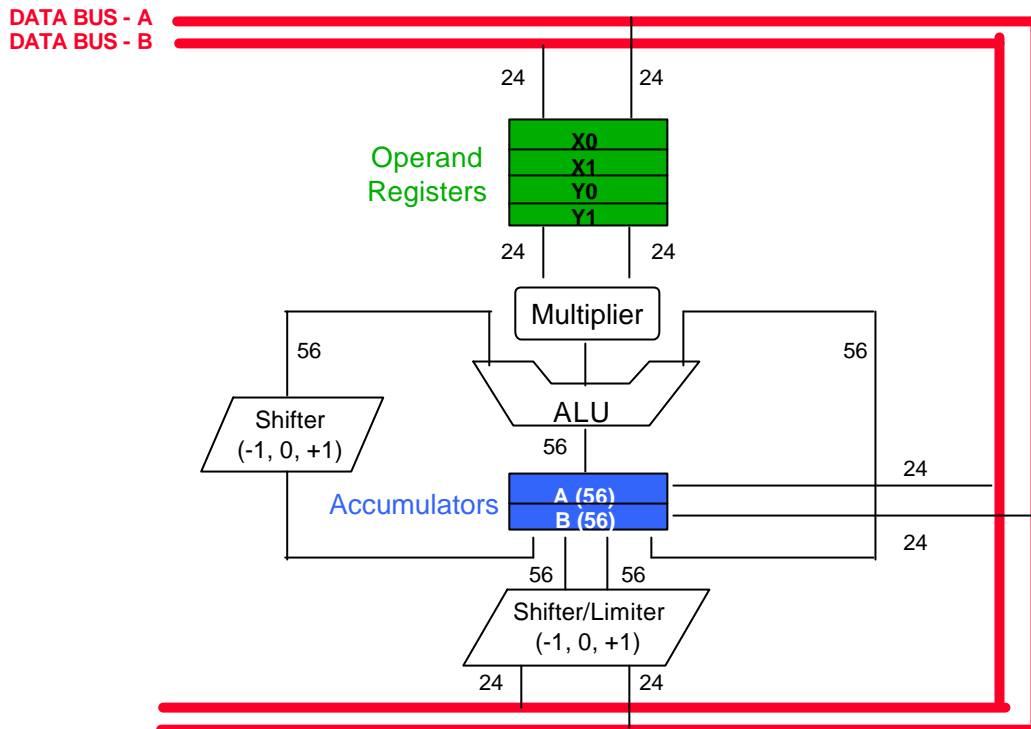 DATA BUS - A
DATA BUS - B
24
24
X0
X1
Y0
Y1
Operand
Registers
24
24
Multiplier
56
56
ALU
Shifter
(-1, 0, +1)
56
24
A (56)
B (56)
Accumulators
24
56
56
Shifter/Limiter
(-1, 0, +1)
24
24